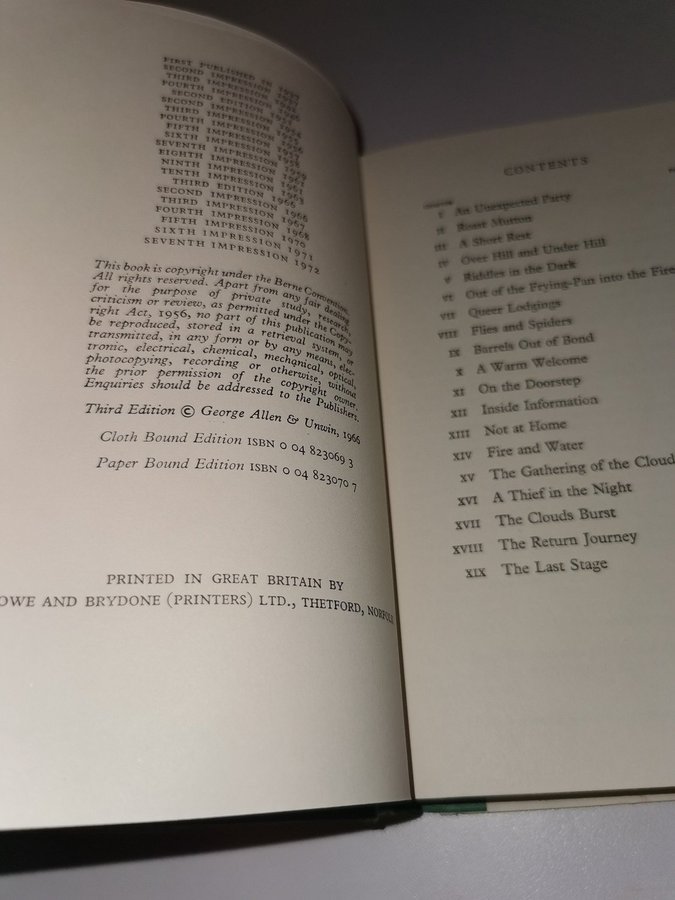 FIRST PUBLISHED IN 1937
SECOND IMPRESSION 1937
THIRD IMPRESSION
FOURTH IMPRESSION 1946
SECOND EDITION 1951
SECOND IMPRESSION
THIRD IMPRESSION
FOURTH IMPRESSION
FIFTH IMPRESSION
SIXTH IMPRESSION
SEVENTH IMPRESSION
EIGHTH IMPRESSION
NINTH IMPRESSION
TENTH IMPRESSION
THIRD EDITION 1966
SECOND IMPRESSION 1966
THIRD IMPRESSION
FOURTH IMPRESSION 1968
FIFTH IMPRESSION 1970
SIXTH IMPRESSION 1971
SEVENTH IMPRESSION 1972
This book is copyright under the Berne Convention.
All rights reserved. Apart from any fair dealing
for the purpose of private study, research,
criticism or review, as permitted under the Copy-
right Act, 1956, no part of this publication may
be reproduced, stored in a retrieval system, or
transmitted, in any form or by any means, elec-
tronic, electrical, chemical, mechanical, optical,
photocopying, recording or otherwise, without
the prior permission of the copyright owner.
Enquiries should be addressed to the Publishers.
Third Edition © George Allen & Unwin, 1966
Cloth Bound Edition ISBN 0 04 823069 3
Paper Bound Edition ISBN 0 04 823070 7
PRINTED IN GREAT BRITAIN BY
OWE AND BRYDONE (PRINTERS) LTD., THETFORD, NORFOLK
CONTENTS
I An Unexpected Party
II Roast Mutton
III A Short Rest
IV Over Hill and Under Hill
V Riddles in the Dark
VI Out of the Frying-Pan into the Fire
VII Queer Lodgings
VIII Flies and Spiders
IX Barrels Out of Bond
X A Warm Welcome
XI On the Doorstep
XII Inside Information
XIII Not at Home
XIV Fire and Water
XV The Gathering of the Cloud
XVI A Thief in the Night
XVII The Clouds Burst
XVIII The Return Journey
XIX The Last Stage